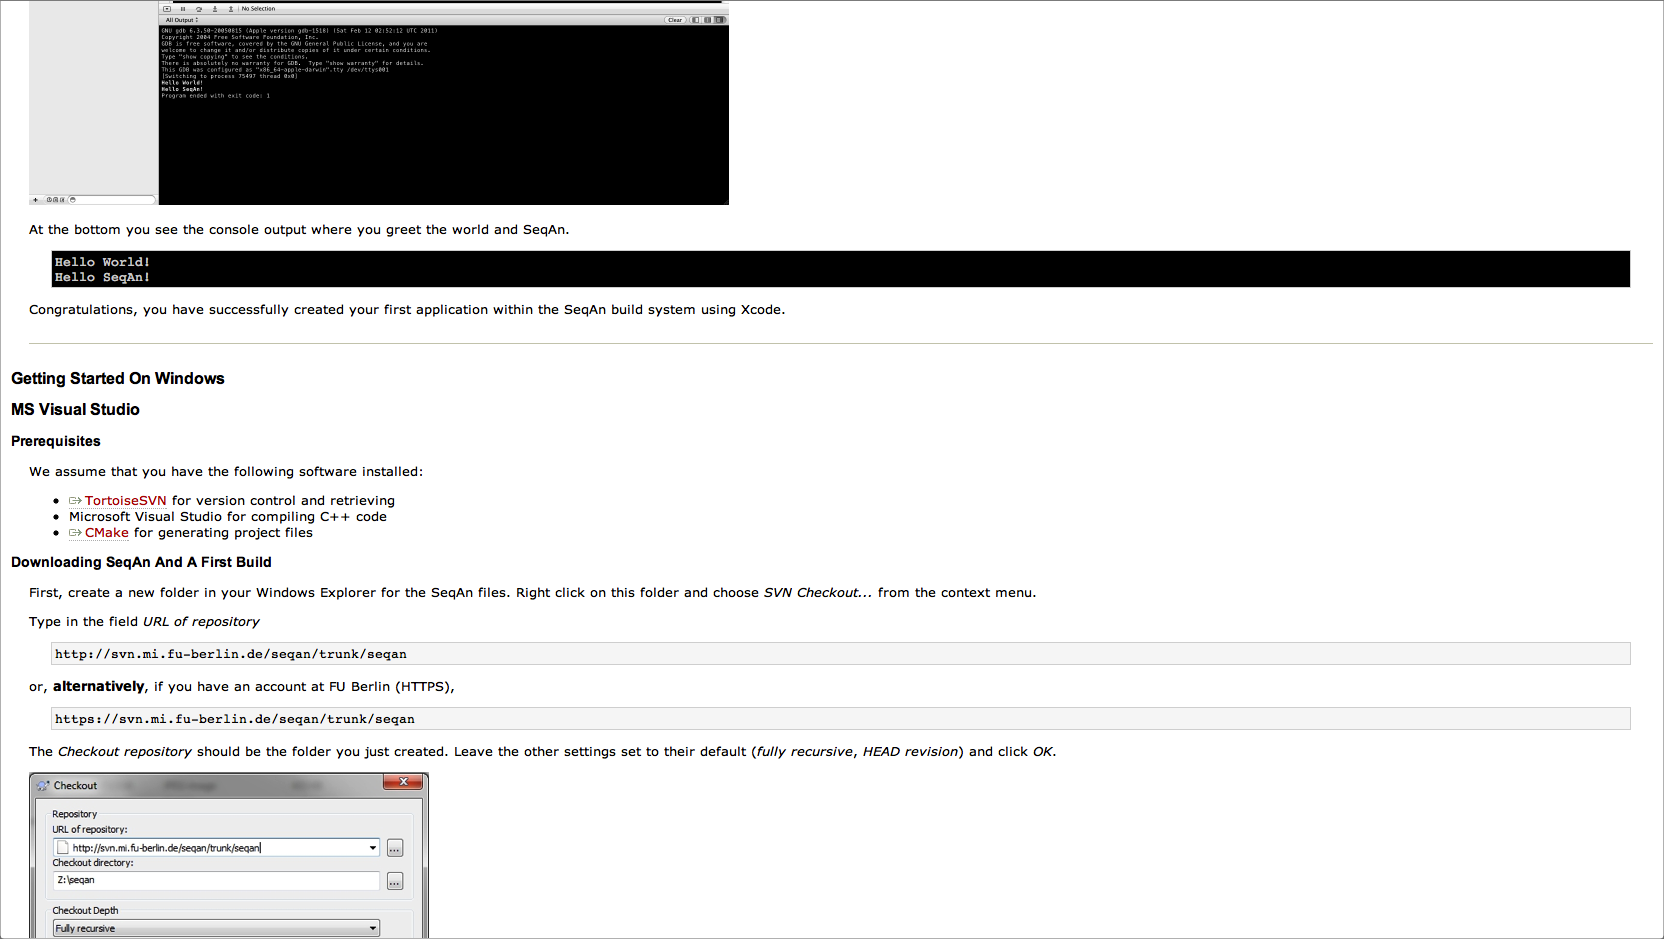 No Selection
All Output
Clear
GNU gdb 6.3.50-20050815 (Apple version gdb-1518) (Sat Feb 12 02:52:12 UTC 2011)
Copyright 2004 Free Software Foundation, Inc.
GDB is free software, covered by the GNU General Public License, and you are
welcome to change it and/or distribute copies of it under certain conditions.
Type "show copying" to see the conditions.
There is absolutely no warranty for GDB.  Type "show warranty" for details.
This GDB was configured as "x86_64-apple-darwin".tty /dev/ttys001
[Switching to process 75497 thread 0x0]
Hello World!
Hello SeqAn!
Program ended with exit code: 1
At the bottom you see the console output where you greet the world and SeqAn.
Hello World!
Hello SeqAn!
Congratulations, you have successfully created your first application within the SeqAn build system using Xcode.
Getting Started On Windows
MS Visual Studio
Prerequisites
We assume that you have the following software installed:
TortoiseSVN for version control and retrieving
Microsoft Visual Studio for compiling C++ code
CMake for generating project files
Downloading SeqAn And A First Build
First, create a new folder in your Windows Explorer for the SeqAn files. Right click on this folder and choose SVN Checkout... from the context menu.
Type in the field URL of repository
http://svn.mi.fu-berlin.de/seqan/trunk/seqan
or, alternatively, if you have an account at FU Berlin (HTTPS),
https://svn.mi.fu-berlin.de/seqan/trunk/seqan
The Checkout repository should be the folder you just created. Leave the other settings set to their default (fully recursive, HEAD revision) and click OK.
Checkout
Repository
URL of repository:
http://svn.mi.fu-berlin.de/seqan/trunk/seqan
...
Checkout directory:
Z:\seqan
...
Checkout Depth
Fully recursive